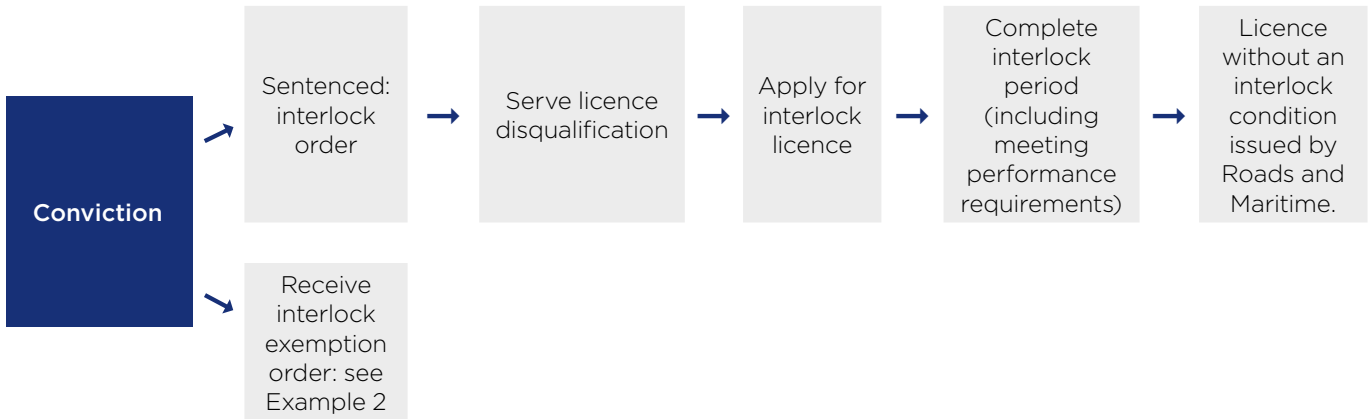 Conviction
Sentenced:
interlock
order
Serve licence
disqualification
Apply for
interlock
licence
Complete
interlock
period
(including
meeting
performance
requirements)
Licence
without an
interlock
condition
issued by
Roads and
Maritime.
Receive
interlock
exemption
order: see
Example 2